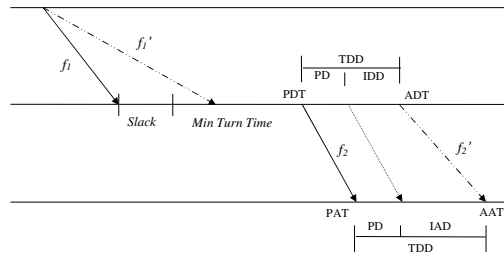 f1
f1'
TDD
PD IDD
PDT ADT
Slack Min Turn Time
f2
f2'
PAT AAT
PD IAD
TDD